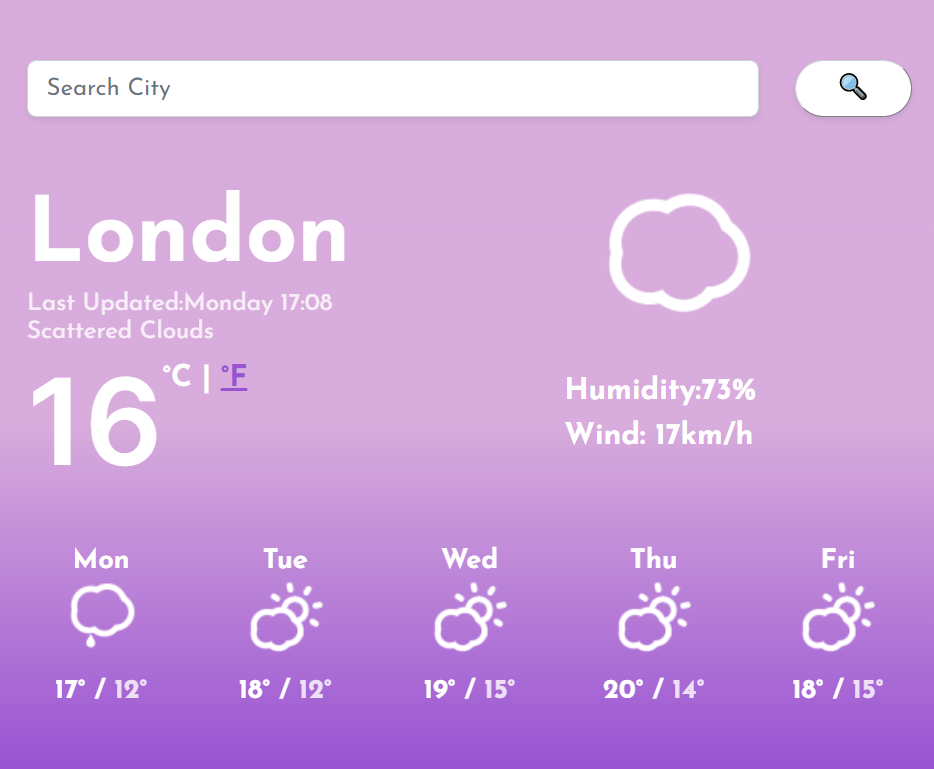 Search City
London
Last Updated:Monday 17:08
Scattered Clouds
16 °C | °F
Humidity:73%
Wind: 17km/h
Mon Tue Wed Thu Fri
17° / 12° 18° / 12° 19° / 15° 20° / 14° 18° / 15°